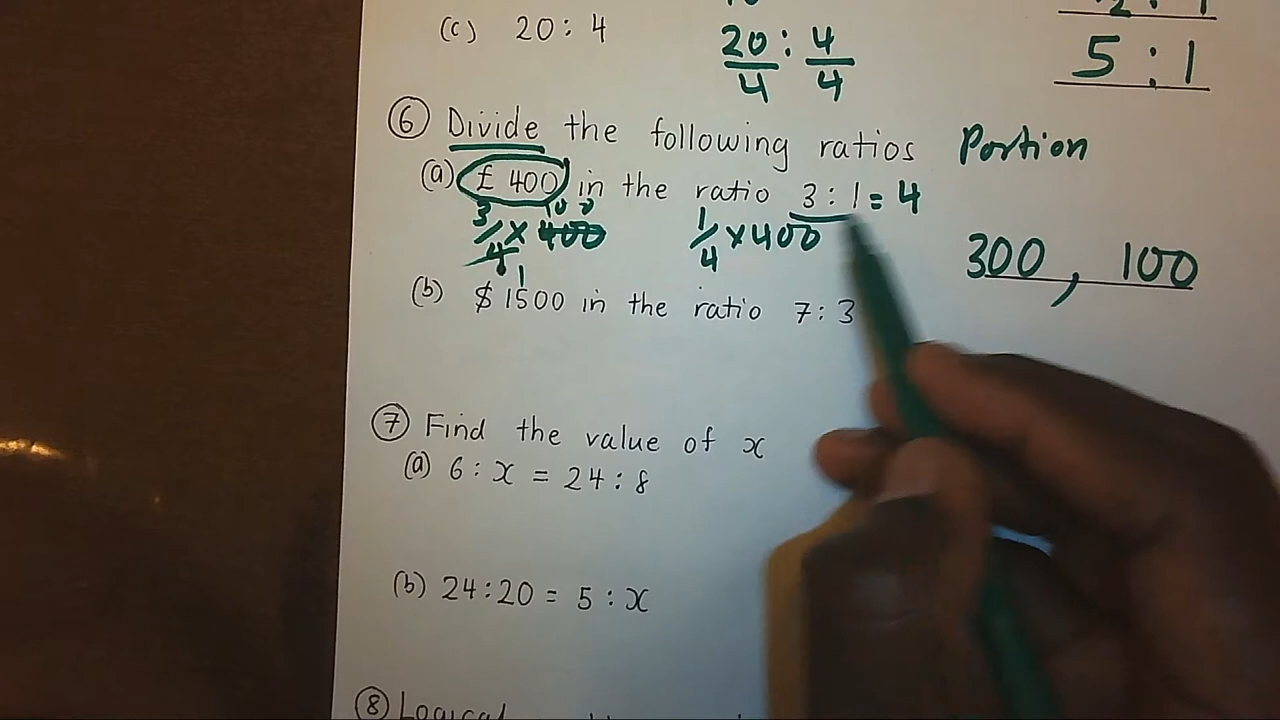 (c) 20 : 4
20/4 : 4/4
5 : 1
⑥ Divide the following ratios Portion
(a) £ 400 in the ratio 3 : 1 = 4
3/4 × 400 1/4 × 400
300 , 100
(b) $ 1500 in the ratio 7 : 3
⑦ Find the value of x
(a) 6 : x = 24 : 8
(b) 24 : 20 = 5 : x
⑧ Logical